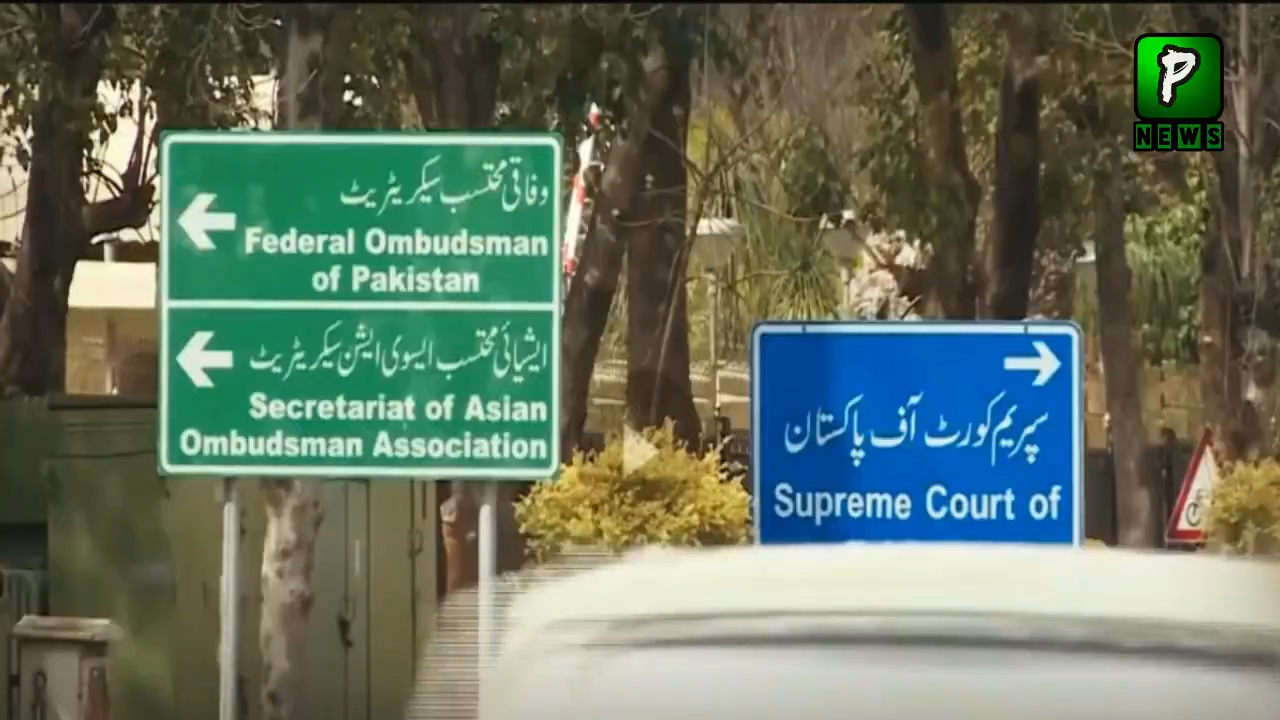 وفاقی محتسب سیکریٹریٹ
Federal Ombudsman
of Pakistan
ایشیائی محتسب ایسوی ایشن سیکریٹریٹ
Secretariat of Asian
Ombudsman Association
سپریم کورٹ آف پاکستان
Supreme Court of
P
NEWS